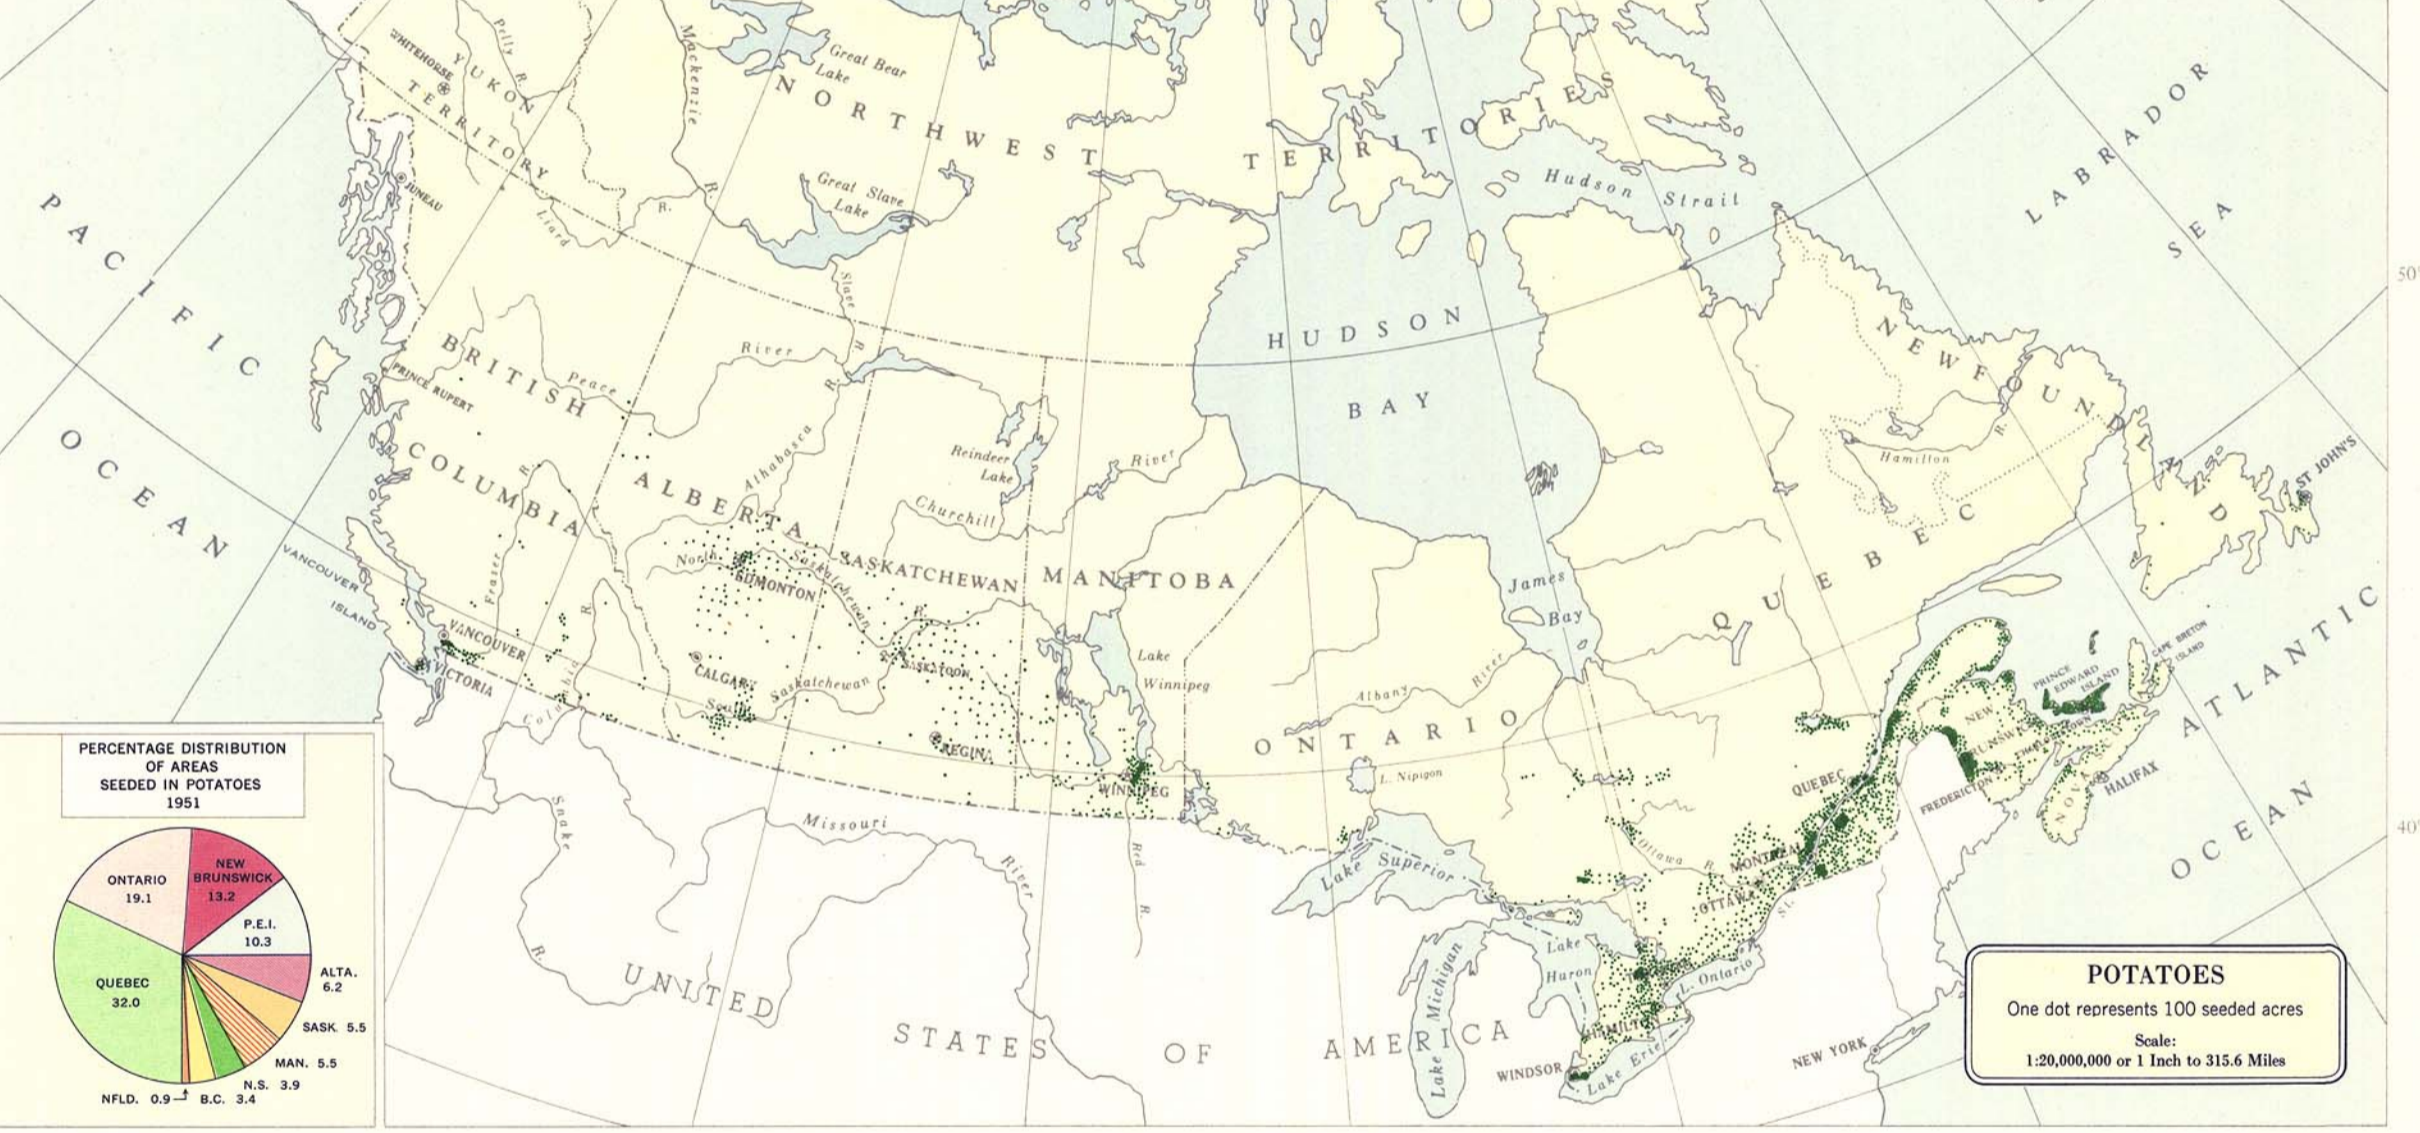 WHITEHORSE
Pelly R.
YUKON
TERRITORY
Mackenzie
R.
Great Bear
Lake
NORTHWEST TERRITORIES
Great Slave
Lake
Liard
R.
JUNEAU
Slave
R.
Hudson Strait
LABRADOR
SEA
50°
PACIFIC
OCEAN
HUDSON
BAY
NEWFOUNDLAND
BRITISH
COLUMBIA
PRINCE RUPERT
Peace
River
R.
Athabasca
ALBERTA
Reindeer
Lake
River
Churchill
R.
Hamilton
ST JOHN'S
R.
Fraser
North
Saskatchewan
R.
EDMONTON
SASKATCHEWAN
MANITOBA
James
Bay
QUEBEC
VANCOUVER
ISLAND
VANCOUVER
VICTORIA
R.
Columbia
CALGARY
South
Saskatchewan
SASKATOON
Lake
Winnipeg
Albany
River
ONTARIO
L. Nipigon
REGINA
WINNIPEG
CAPE BRETON
ISLAND
PRINCE
EDWARD
ISLAND
NEW
BRUNSWICK
CHARLOTTETOWN
FREDERICTON
NOVA SCOTIA
HALIFAX
QUEBEC
MONTREAL
Ottawa
R.
OTTAWA
St.
ATLANTIC
OCEAN
40°
Snake
R.
Missouri
River
Red
R.
Lake Superior
Lake
Huron
Lake Michigan
L. Ontario
HAMILTON
WINDSOR
Lake Erie
NEW YORK
UNITED
STATES
OF
AMERICA
PERCENTAGE DISTRIBUTION
OF AREAS
SEEDED IN POTATOES
1951
ONTARIO
19.1
NEW
BRUNSWICK
13.2
P.E.I.
10.3
QUEBEC
32.0
ALTA.
6.2
SASK. 5.5
MAN. 5.5
N.S. 3.9
NFLD. 0.9
B.C. 3.4
POTATOES
One dot represents 100 seeded acres
Scale:
1:20,000,000 or 1 Inch to 315.6 Miles